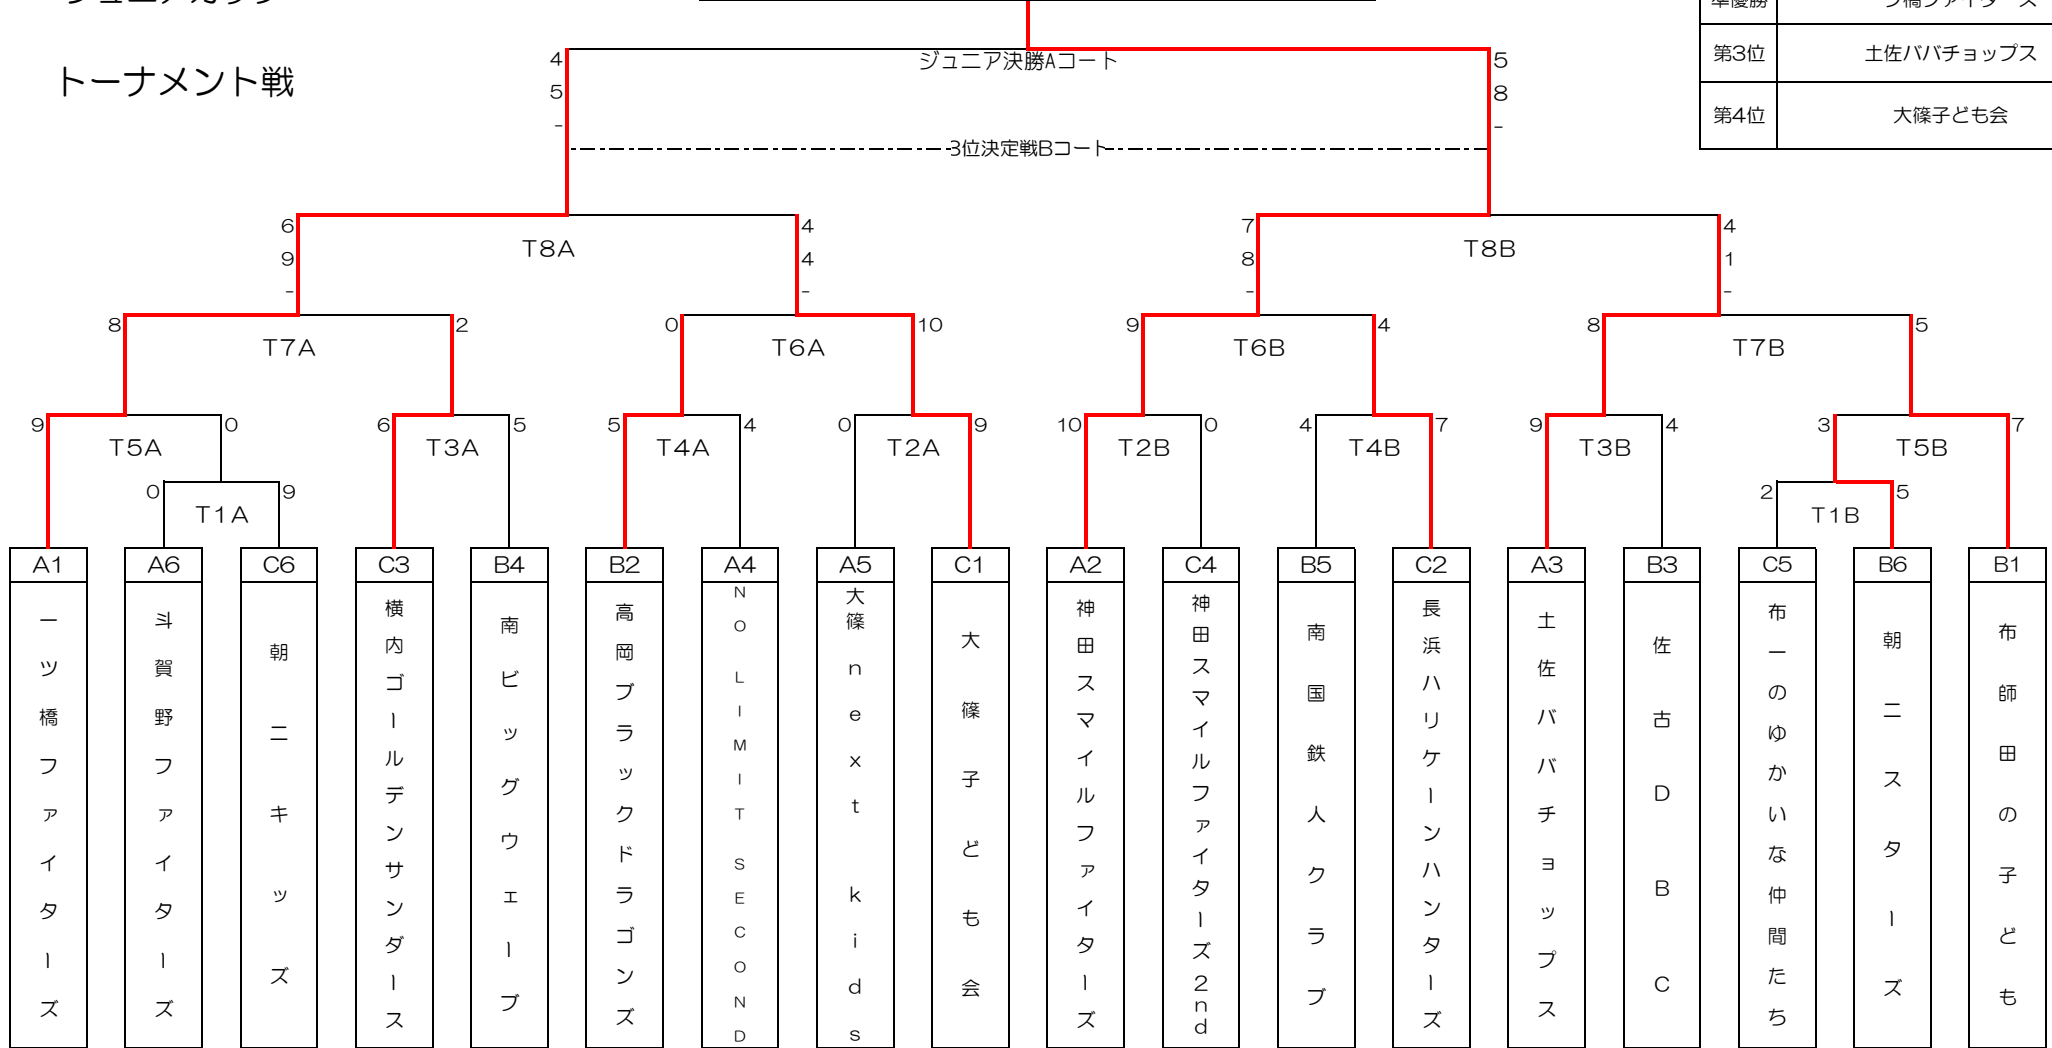 トーナメント戦
ジュニア決勝Aコート
3位決定戦Bコート
4
5
-
5
8
-
第3位 土佐ババチョップス
第4位 大篠子ども会
6
9
-
T8A
4
4
-
7
8
-
T8B
4
1
-
8 T7A 2
0 T6A 10
9 T6B 4
8 T7B 5
9 T5A 0
6 T3A 5
5 T4A 4
0 T2A 9
10 T2B 0
4 T4B 7
9 T3B 4
3 T5B 7
0 T1A 9
2 T1B 5
A1
一ツ橋ファイターズ
A6
斗賀野ファイターズ
C6
朝ニキッズ
C3
横内ゴールデンサンダース
B4
南ビッグウェーブ
B2
高岡ブラックドラゴンズ
A4
NO LIMIT SECOND
A5
大篠next kids
C1
大篠子ども会
A2
神田スマイルファイターズ
C4
神田スマイルファイターズ2nd
B5
南国鉄人クラブ
C2
長浜ハリケーンハンターズ
A3
土佐ババチョップス
B3
佐古DBC
C5
布一のゆかいな仲間たち
B6
朝ニスターズ
B1
布師田の子ども